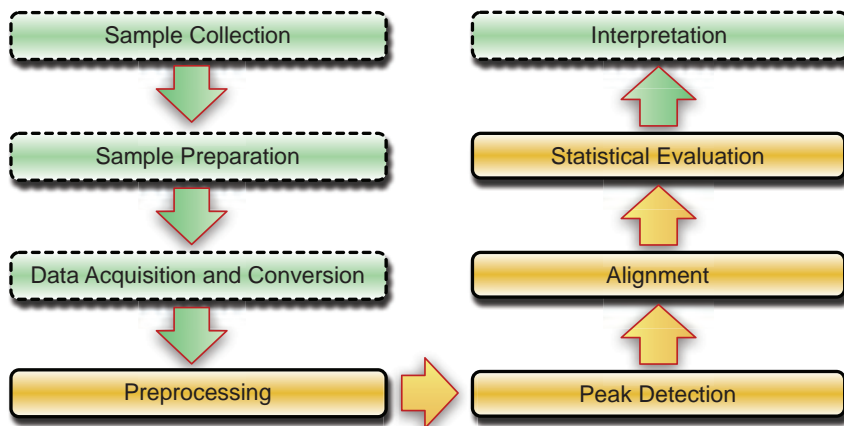 Sample Collection
Sample Preparation
Data Acquisition and Conversion
Preprocessing
Peak Detection
Alignment
Statistical Evaluation
Interpretation